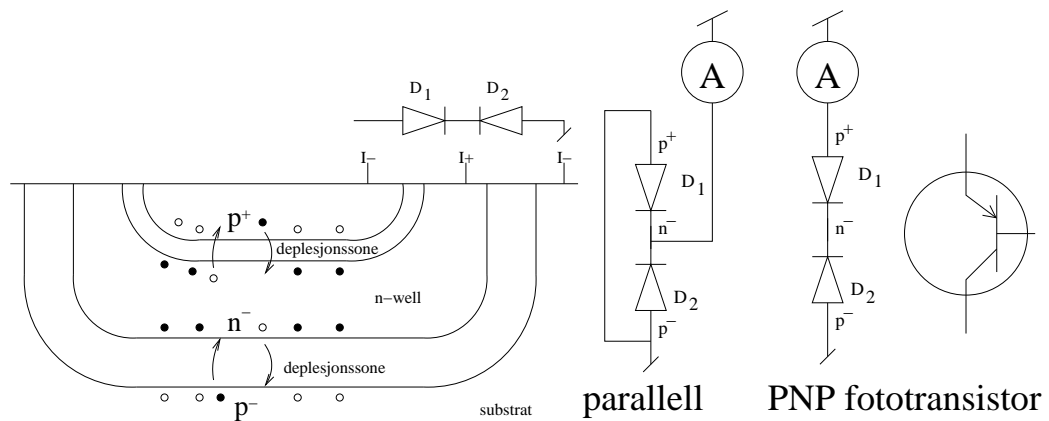 D1 D2
I− I+ I−
p+
deplesjonssone
n−well
n−
deplesjonssone
p−
substrat
A
p+
D1
n−
D2
p−
parallell
A
p+
D1
n−
D2
p−
PNP fototransistor